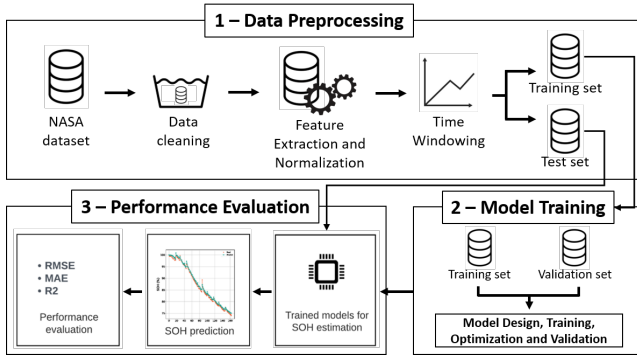 1 – Data Preprocessing
NASA
dataset
Data
cleaning
Feature
Extraction and
Normalization
Time
Windowing
Training set
Test set
2 – Model Training
Training set
Validation set
Model Design, Training,
Optimization and Validation
3 – Performance Evaluation
Trained models for
SOH estimation
SOH prediction
• RMSE
• MAE
• R2
Performance
evaluation